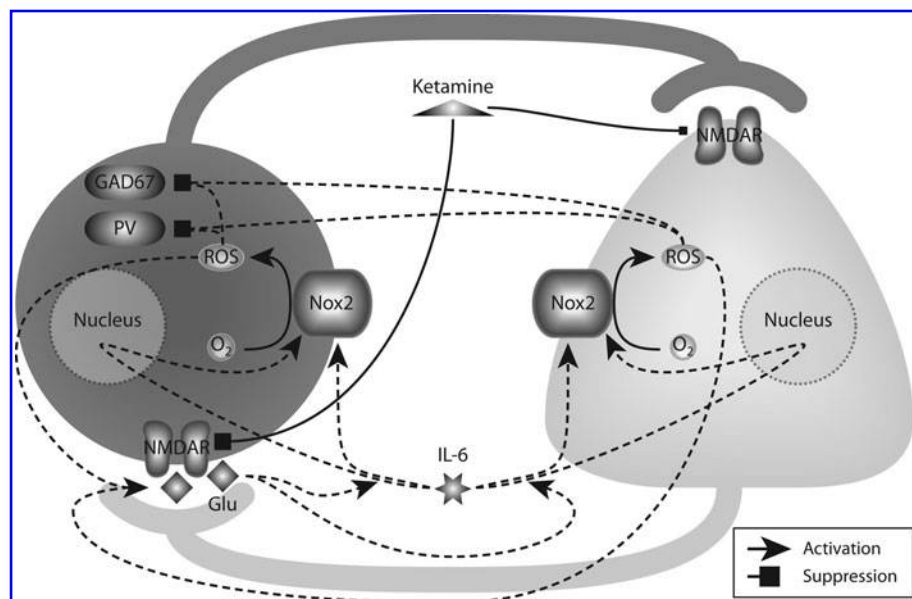 Ketamine
NMDAR
GAD67
PV
ROS
ROS
Nox2
Nox2
Nucleus
Nucleus
O2
O2
NMDAR
IL-6
Glu
Activation
Suppression